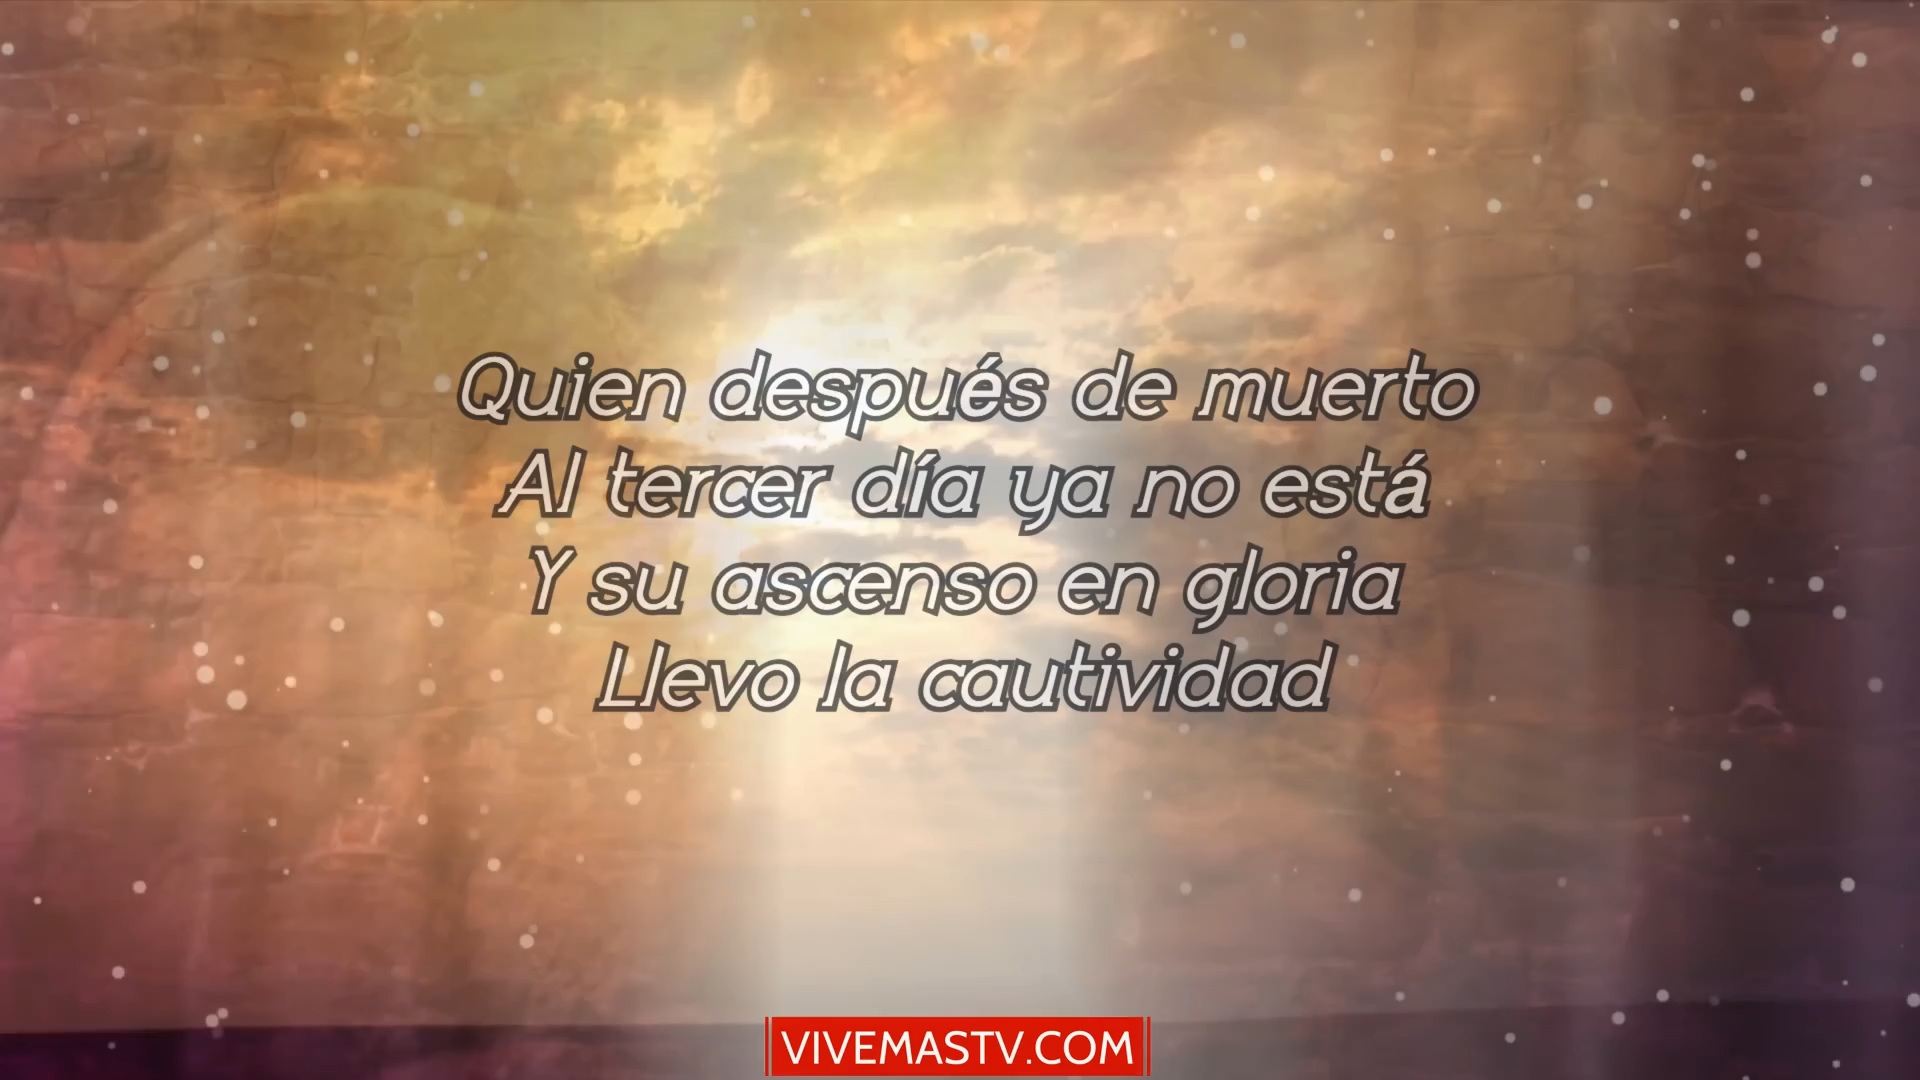 Quien después de muerto
Al tercer día ya no está
Y su ascenso en gloria
Llevo la cautividad
VIVEMASTV.COM